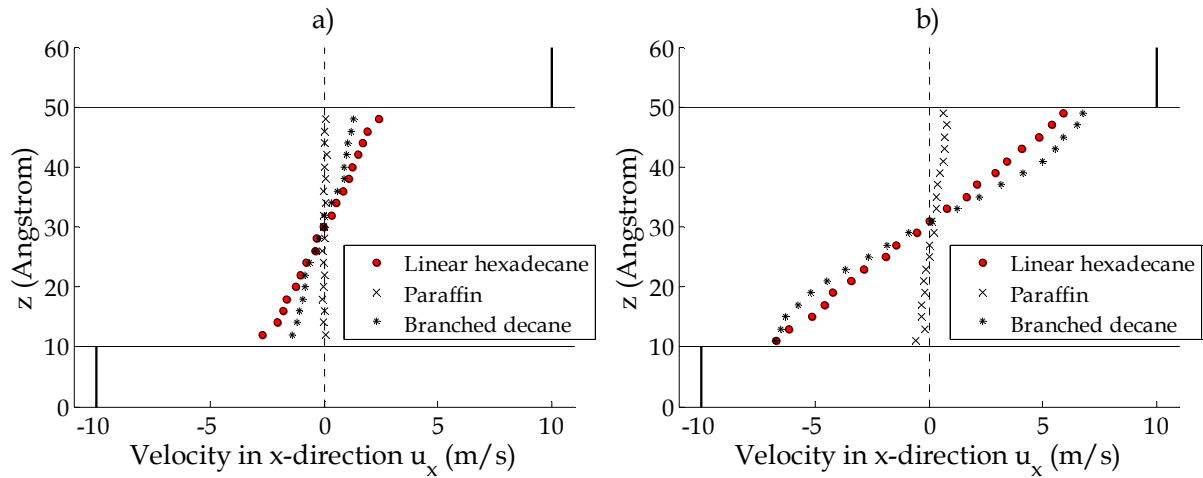 a)
60
50
40
30
20
10
0
z (Angstrom)
-10 -5 0 5 10
Velocity in x-direction u_x (m/s)
Linear hexadecane
Paraffin
Branched decane
b)
60
50
40
30
20
10
0
z (Angstrom)
-10 -5 0 5 10
Velocity in x-direction u_x (m/s)
Linear hexadecane
Paraffin
Branched decane